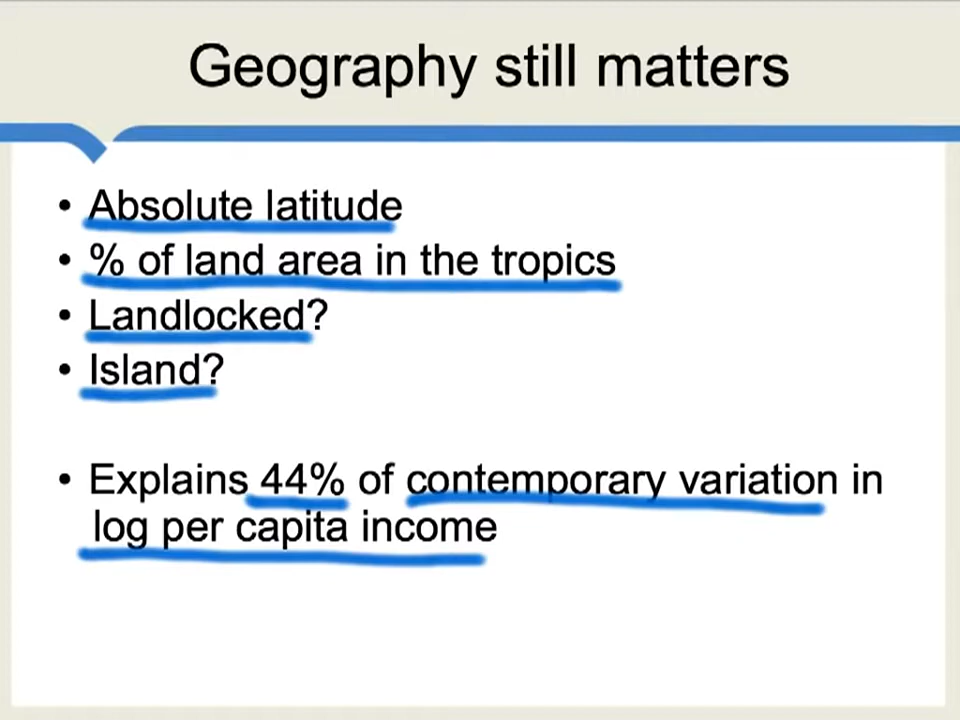 Geography still matters
• Absolute latitude
• % of land area in the tropics
• Landlocked?
• Island?
• Explains 44% of contemporary variation in
log per capita income